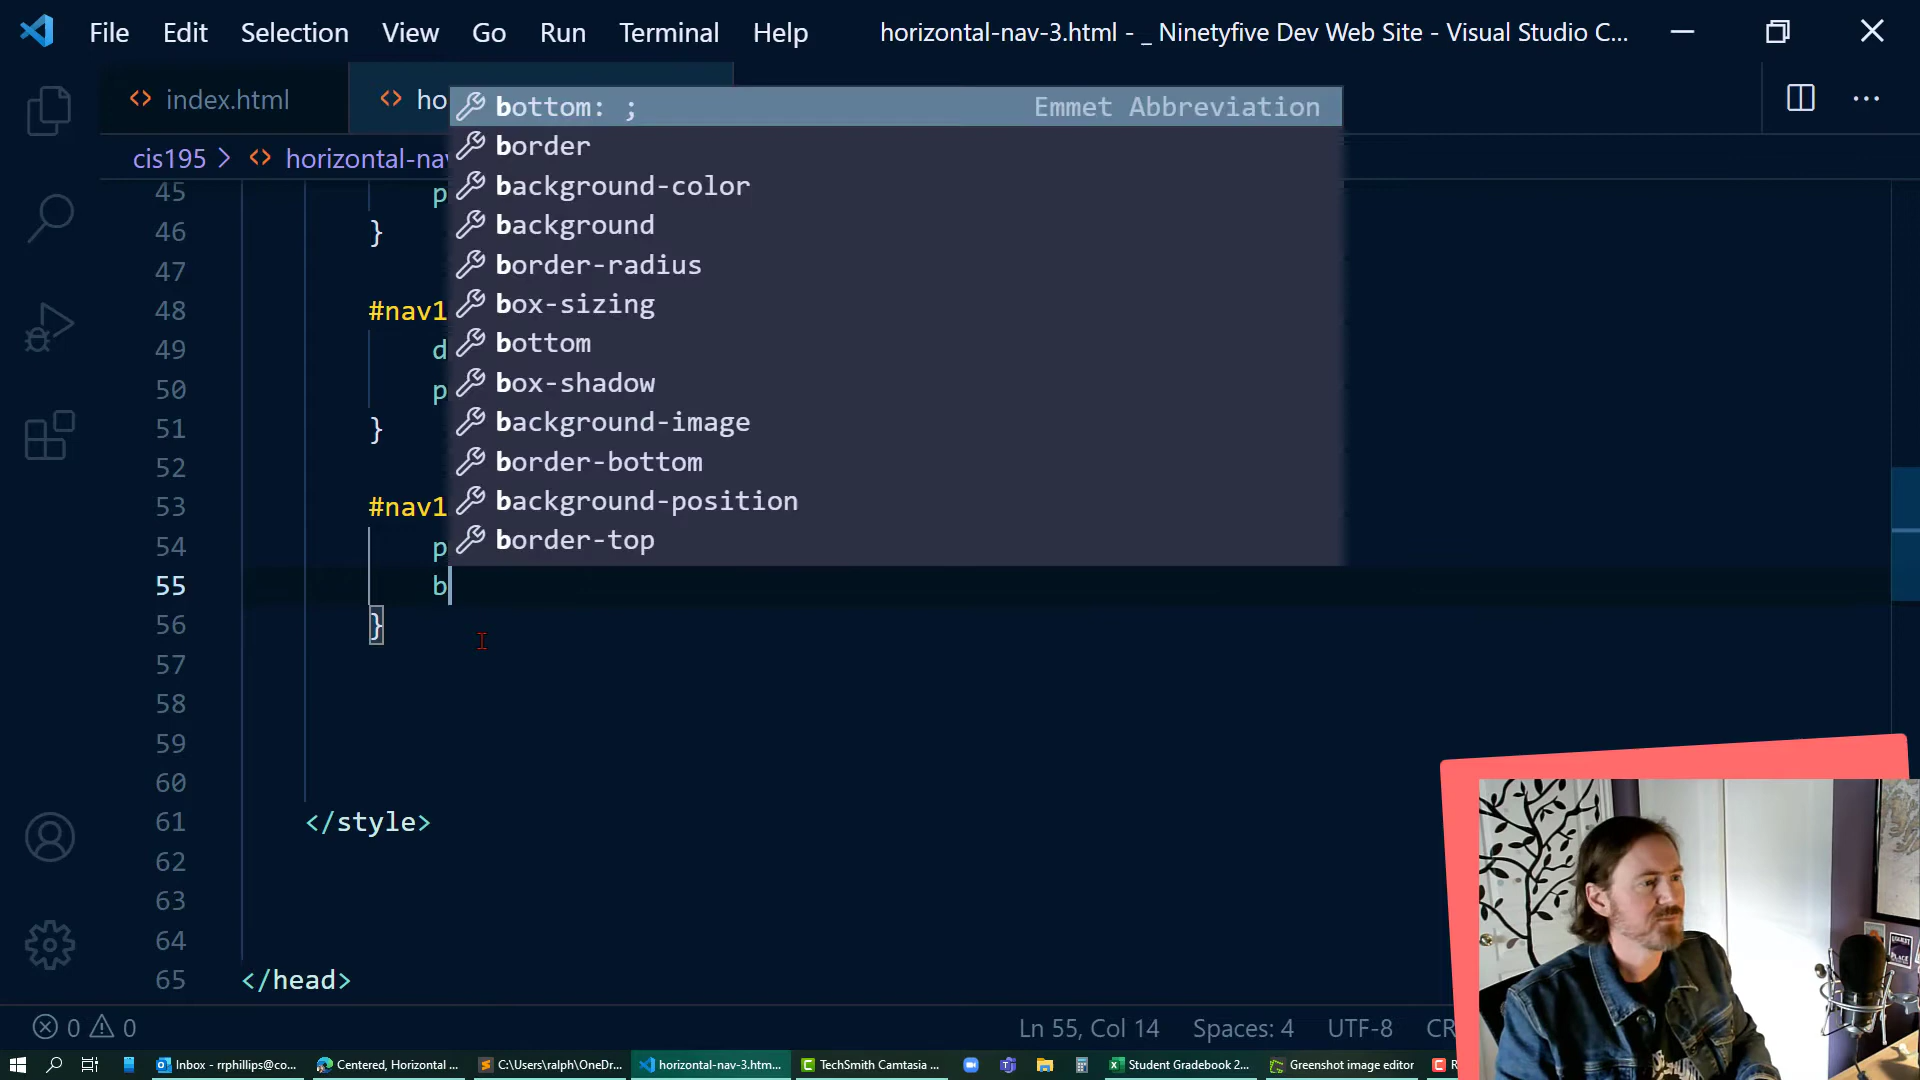 File Edit Selection View Go Run Terminal Help horizontal-nav-3.html - _ Ninetyfive Dev Web Site - Visual Studio C...
index.html ho
cis195 > horizontal-nav
bottom: ; Emmet Abbreviation
border
background-color
background
border-radius
box-sizing
bottom
box-shadow
background-image
border-bottom
background-position
border-top
45 p
46 }
47
48 #nav1
49 d
50 p
51 }
52
53 #nav1
54 p
55 b
56 }
57
58
59
60
61 </style>
62
63
64
65 </head>
0 0 Ln 55, Col 14 Spaces: 4 UTF-8 CR
Inbox - rrphillips@co... Centered, Horizontal C:\Users\ralph\OneDr... horizontal-nav-3.htm... TechSmith Camtasia ... Student Gradebook 2... Greenshot image editor R